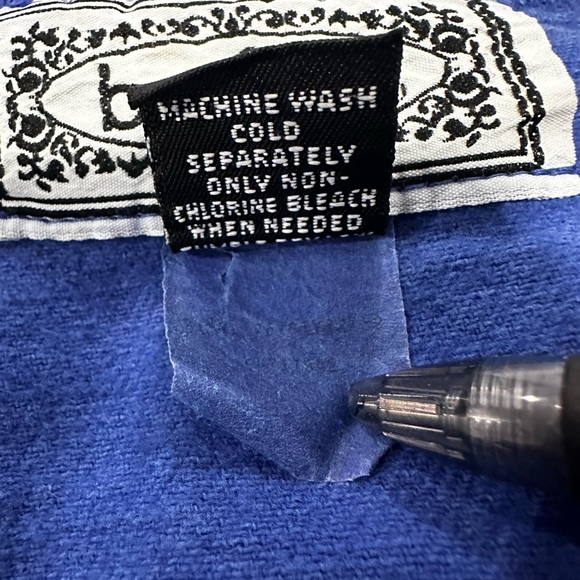 MACHINE WASH
COLD
SEPARATELY
ONLY NON-
CHLORINE BLEACH
WHEN NEEDED